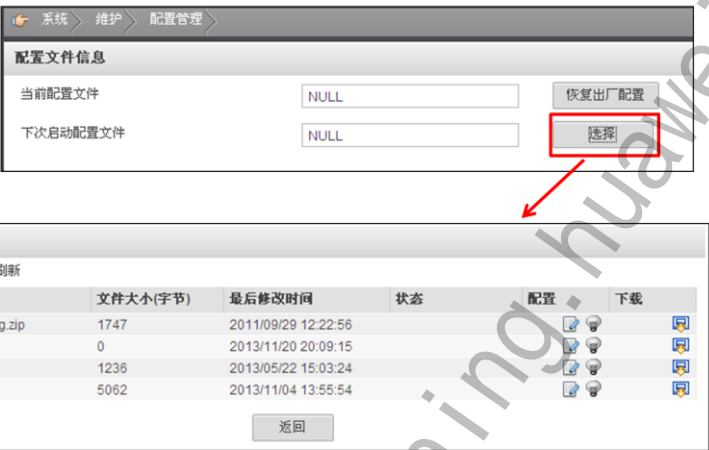 系统 维护 配置管理
配置文件信息
当前配置文件 NULL 恢复出厂配置
下次启动配置文件 NULL 选择
刷新
文件大小(字节) 最后修改时间 状态 配置 下载
g.zip 1747 2011/09/29 12:22:56
0 2013/11/20 20:09:15
1236 2013/05/22 15:03:24
5062 2013/11/04 13:55:54
返回
ning.huawe